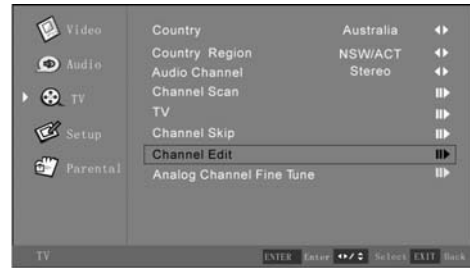 Video
Audio
TV
Setup
Parental
Country Australia
Country Region NSW/ACT
Audio Channel Stereo
Channel Scan
TV
Channel Skip
Channel Edit
Analog Channel Fine Tune
TV ENTER Enter Select EXIT Back